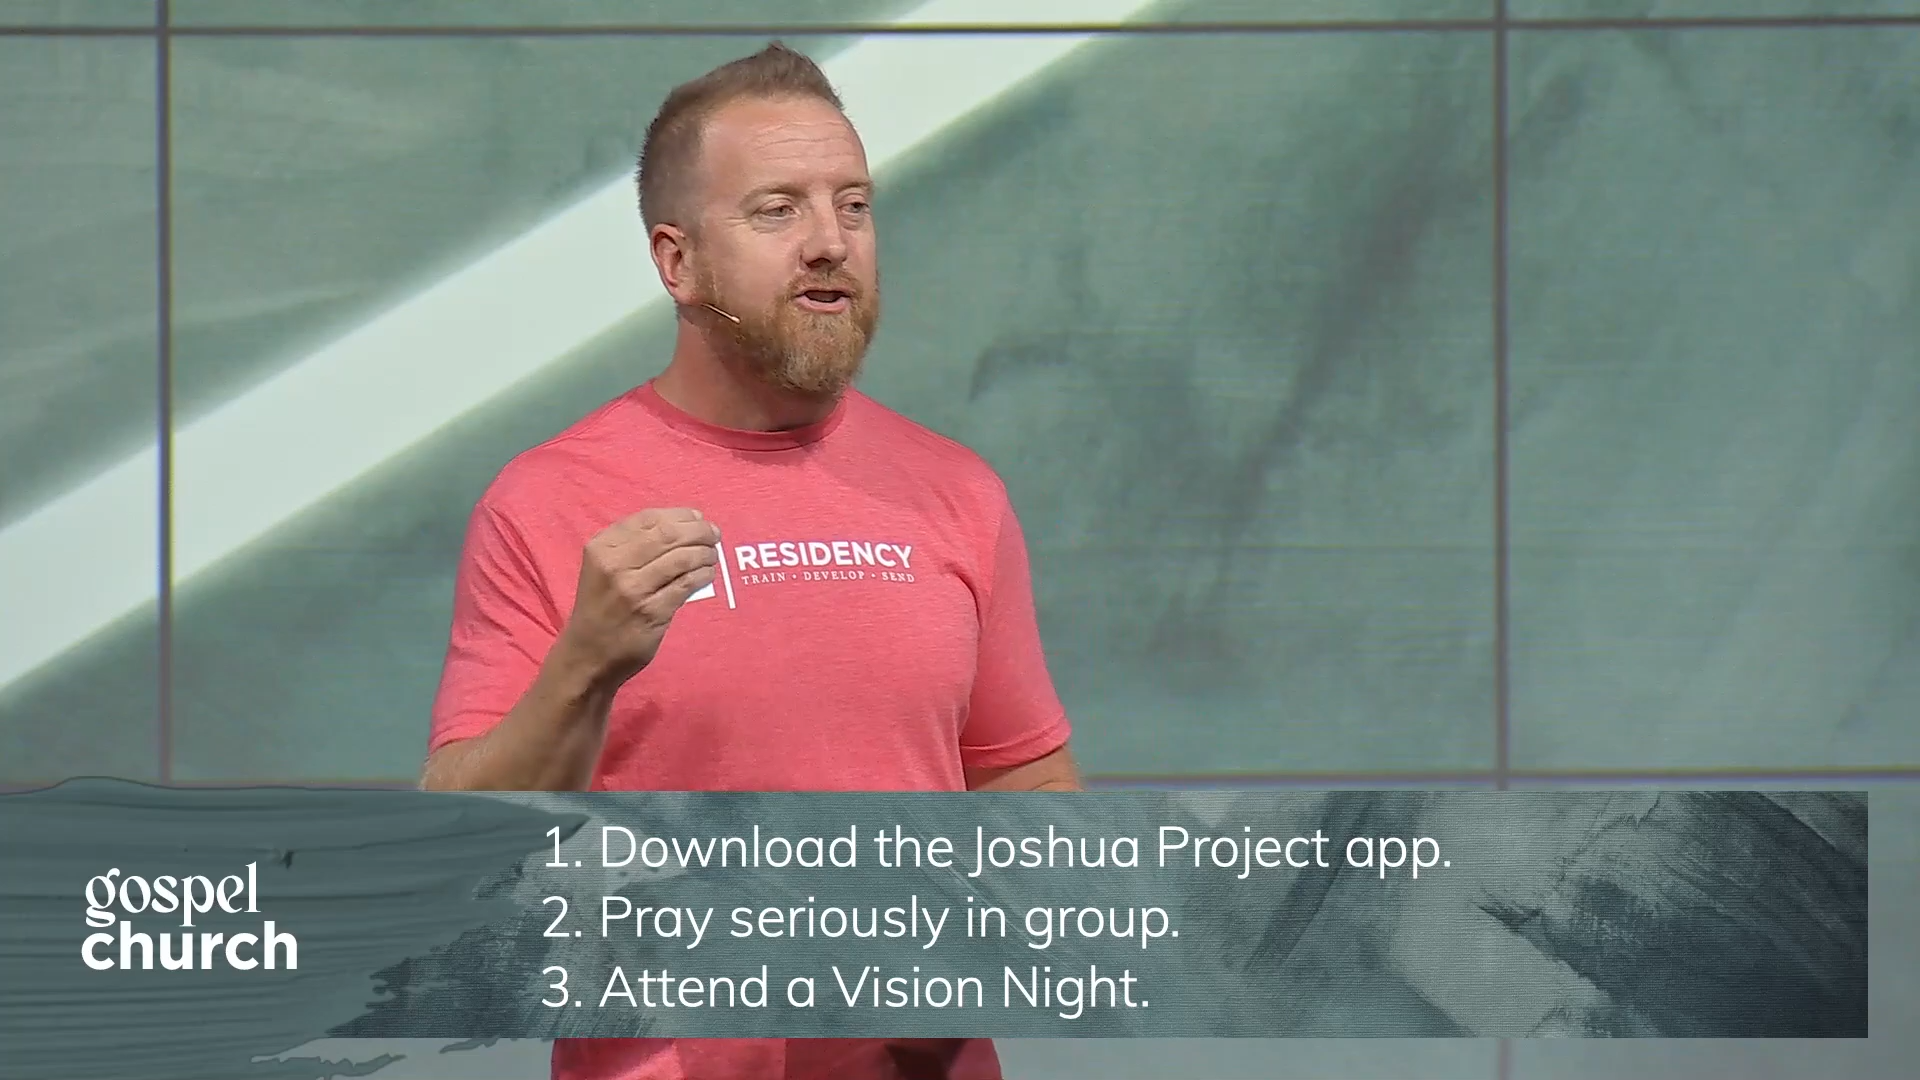 RESIDENCY
TRAIN • DEVELOP • SEND
gospel
church
1. Download the Joshua Project app.
2. Pray seriously in group.
3. Attend a Vision Night.